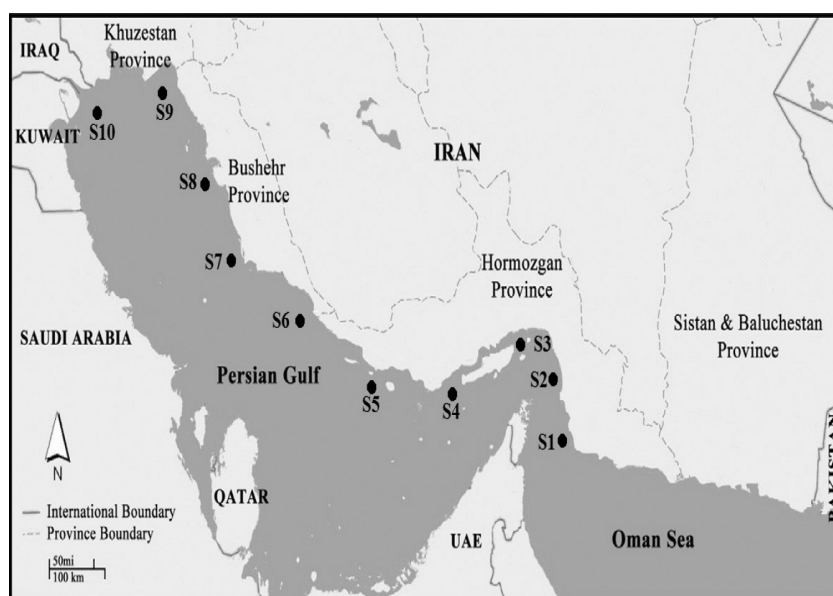 Khuzestan
Province
IRAQ
S9
S10
KUWAIT
IRAN
Bushehr
Province
S8
S7
Hormozgan
Province
S6
S3
Sistan & Baluchestan
Province
SAUDI ARABIA
Persian Gulf
S2
S5
S4
S1
N
QATAR
PAKISTAN
International Boundary
Province Boundary
UAE
Oman Sea
50mi
100 km